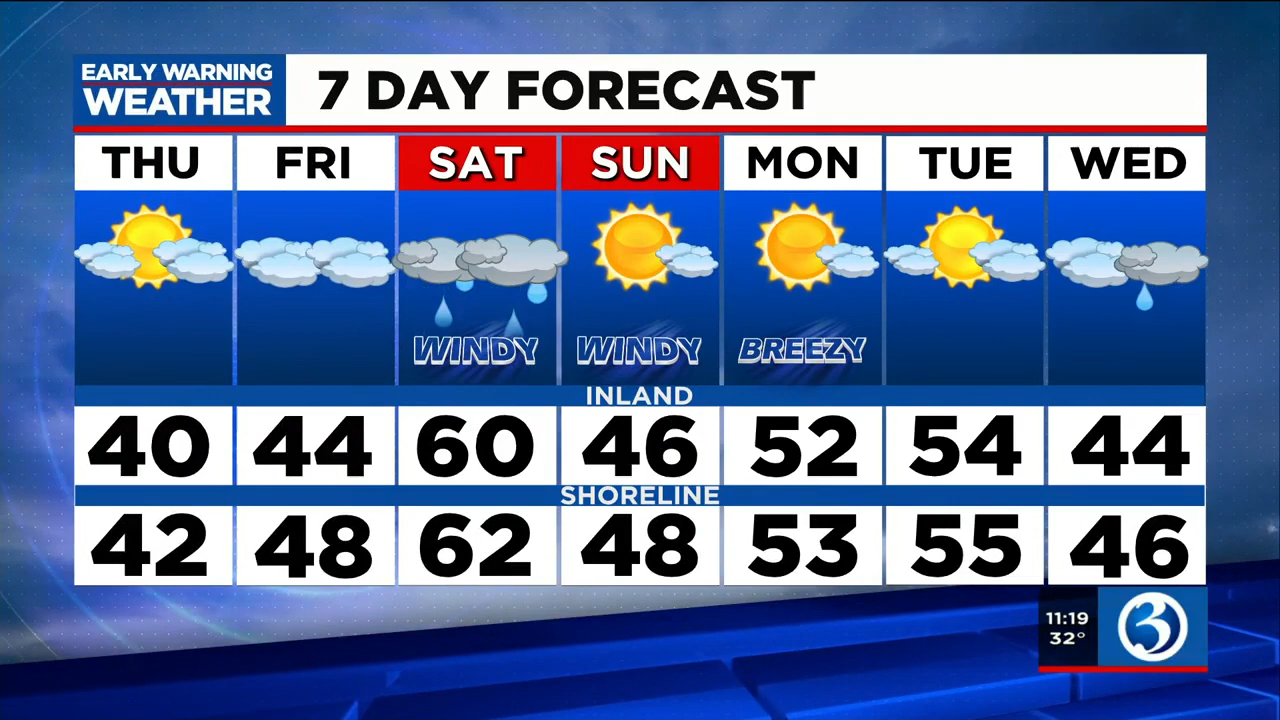 EARLY WARNING
WEATHER
7 DAY FORECAST
THU FRI SAT SUN MON TUE WED
WINDY WINDY BREEZY
INLAND
40 44 60 46 52 54 44
SHORELINE
42 48 62 48 53 55 46
11:19
32°
3